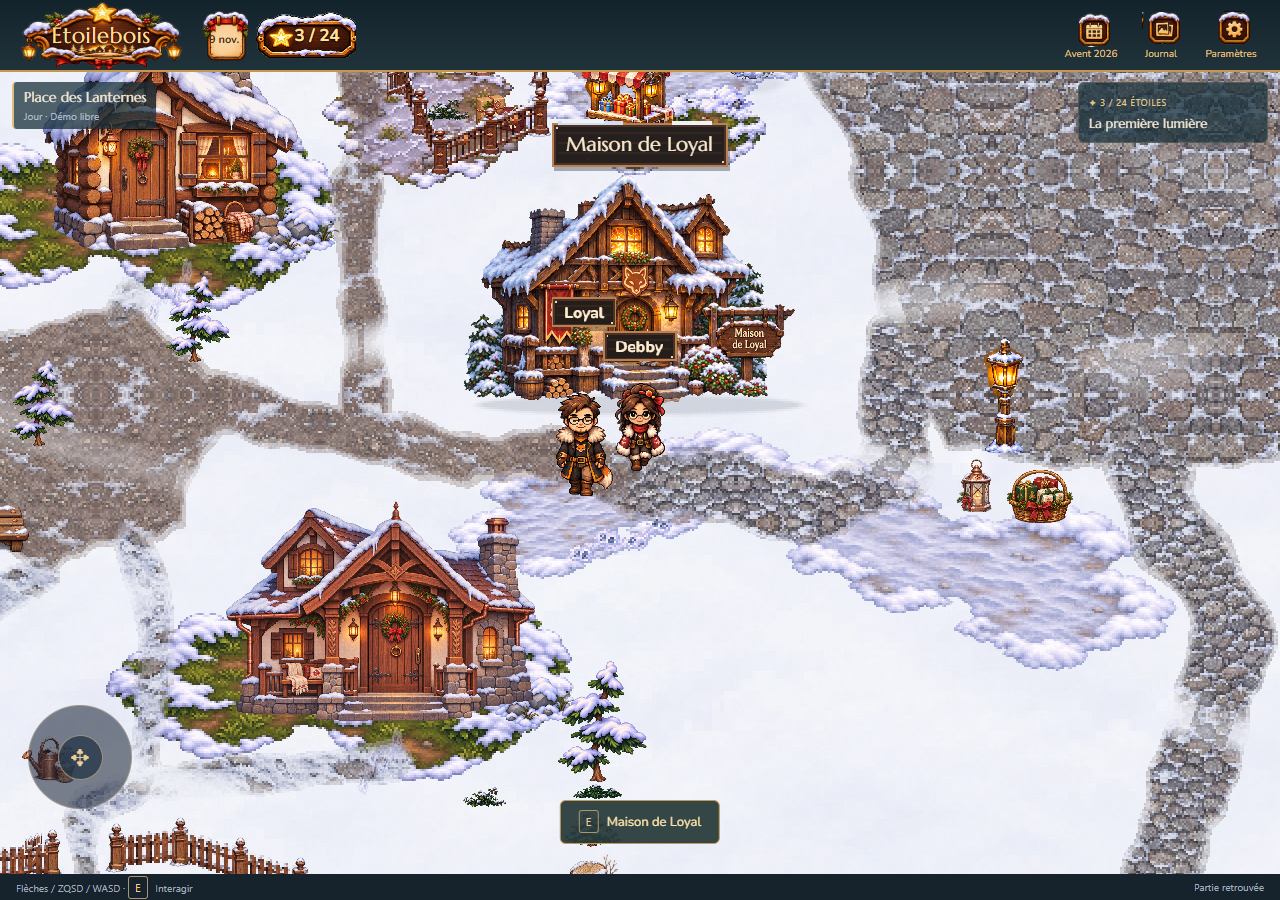 Etoilebois
9 nov.
3 / 24
Avent 2026
Journal
Paramètres
Place des Lanternes
Jour · Démo libre
✦ 3 / 24 ÉTOILES
La première lumière
Maison de Loyal
Loyal
Debby
Maison
de Loyal
E Maison de Loyal
Flèches / ZQSD / WASD · E Interagir
Partie retrouvée